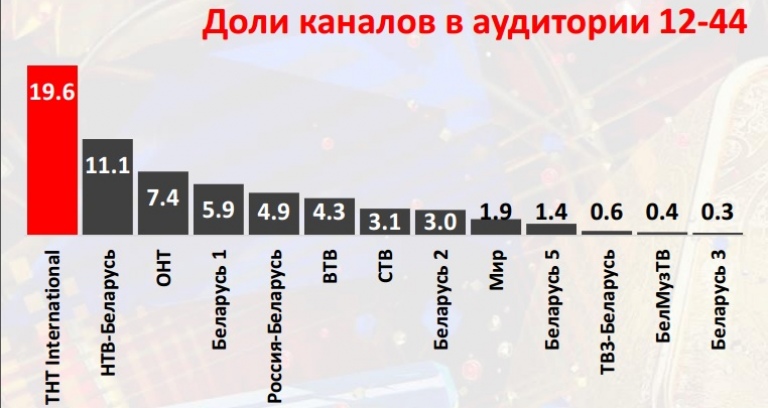 Доли каналов в аудитории 12-44
19.6
11.1
7.4
5.9
4.9
4.3
3.1
3.0
1.9
1.4
0.6
0.4
0.3
ТНТ International
НТВ-Беларусь
ОНТ
Беларусь 1
Россия-Беларусь
ВТВ
СТВ
Беларусь 2
Мир
Беларусь 5
ТВ3-Беларусь
БелМузТВ
Беларусь 3